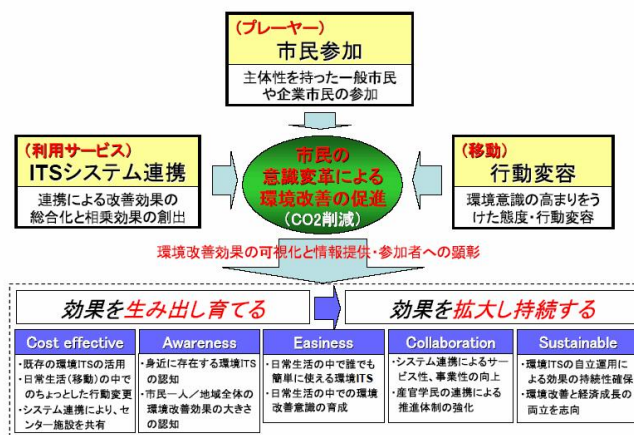 (プレーヤー)
市民参加
主体性を持った一般市民
や企業市民の参加
(利用サービス)
ITSシステム連携
連携による改善効果の
総合化と相乗効果の創出
市民の
意識変革による
環境改善の促進
(CO2削減)
(移動)
行動変容
環境意識の高まりをう
けた態度・行動変容
環境改善効果の可視化と情報提供・参加者への顕彰
効果を生み出し育てる
効果を拡大し持続する
Cost effective
・既存の環境ITSの活用
・日常生活(移動)の中で
のちょっとした行動変更
・システム連携により、セン
ター施設を共有
Awareness
・身近に存在する環境ITS
の認知
・市民一人/地域全体の
環境改善効果の大きさ
の認知
Easiness
・日常生活の中で誰でも
簡単に使える環境ITS
・日常生活の中での環境
改善意識の育成
Collaboration
・システム連携によるサー
ビス性、事業性の向上
・産官学民の連携による
推進体制の強化
Sustainable
・環境ITSの自立運用に
よる効果の持続性確保
・環境改善と経済成長の
両立を志向